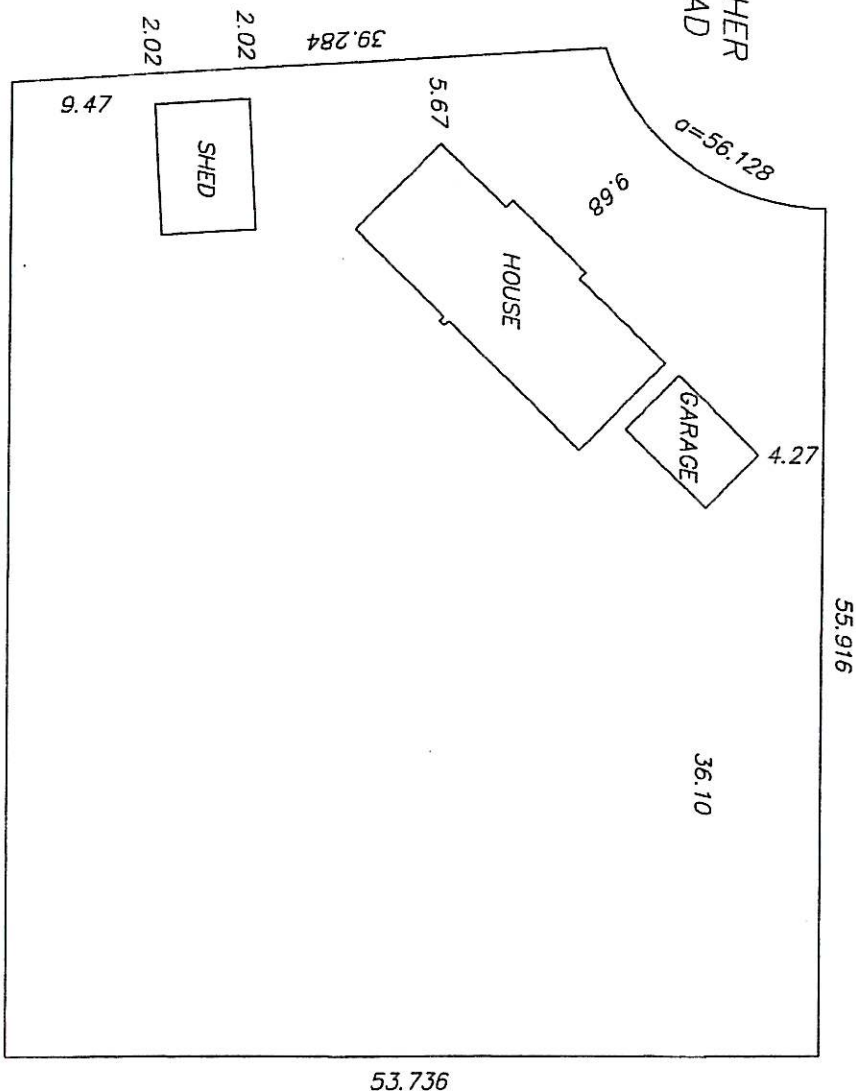 HER
AD
a=56.128
2.02
2.02
39.284
9.47
SHED
5.67
9.68
HOUSE
GARAGE
4.27
55.916
36.10
53.736